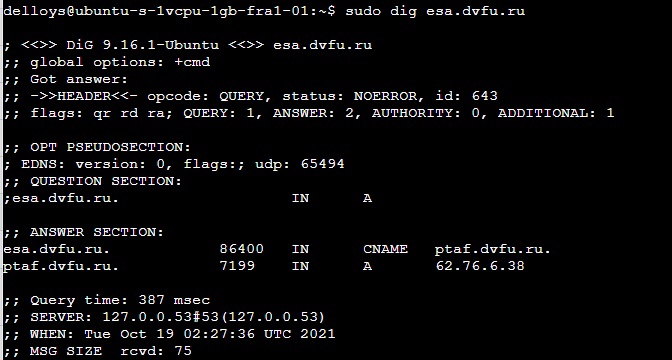 delloys@ubuntu-s-1vcpu-1gb-fra1-01:~$ sudo dig esa.dvfu.ru
; <<>> DiG 9.16.1-Ubuntu <<>> esa.dvfu.ru
;; global options: +cmd
;; Got answer:
;; ->>HEADER<<- opcode: QUERY, status: NOERROR, id: 643
;; flags: qr rd ra; QUERY: 1, ANSWER: 2, AUTHORITY: 0, ADDITIONAL: 1
;; OPT PSEUDOSECTION:
; EDNS: version: 0, flags:; udp: 65494
;; QUESTION SECTION:
;esa.dvfu.ru. IN A
;; ANSWER SECTION:
esa.dvfu.ru. 86400 IN CNAME ptaf.dvfu.ru.
ptaf.dvfu.ru. 7199 IN A 62.76.6.38
;; Query time: 387 msec
;; SERVER: 127.0.0.53#53(127.0.0.53)
;; WHEN: Tue Oct 19 02:27:36 UTC 2021
;; MSG SIZE rcvd: 75